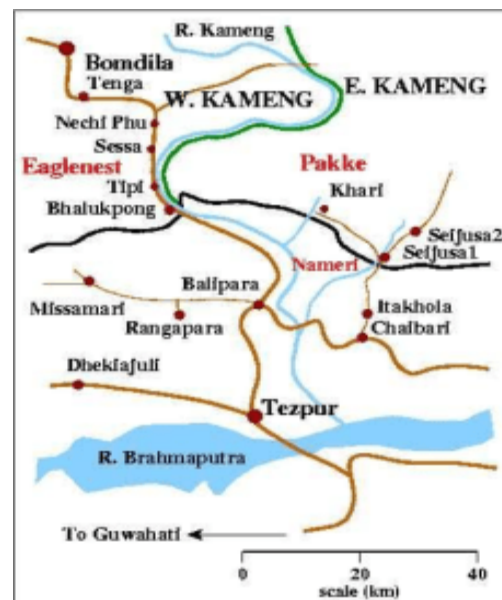 R. Kameng
Bomdila
Tenga
W. KAMENG
E. KAMENG
Nechi Phu
Sessa
Eaglenest
Pakke
Tipi
Khari
Bhalukpong
Seijusa2
Nameri
Seijusa1
Balipara
Missamari
Rangapara
Itakhola
Chaibari
Dhekiajuli
Tezpur
R. Brahmaputra
To Guwahati
0 20 40
scale (km)